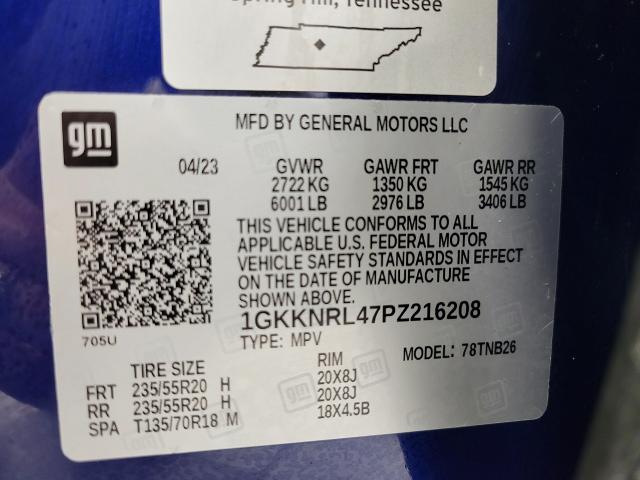 Spring Hill, Tennessee
gm
MFD BY GENERAL MOTORS LLC
04/23 GVWR GAWR FRT GAWR RR
2722 KG 1350 KG 1545 KG
6001 LB 2976 LB 3406 LB
THIS VEHICLE CONFORMS TO ALL
APPLICABLE U.S. FEDERAL MOTOR
VEHICLE SAFETY STANDARDS IN EFFECT
ON THE DATE OF MANUFACTURE
SHOWN ABOVE.
705U
1GKKNRL47PZ216208
TYPE: MPV MODEL: 78TNB26
TIRE SIZE RIM
FRT 235/55R20 H 20X8J
RR 235/55R20 H 20X8J
SPA T135/70R18 M 18X4.5B